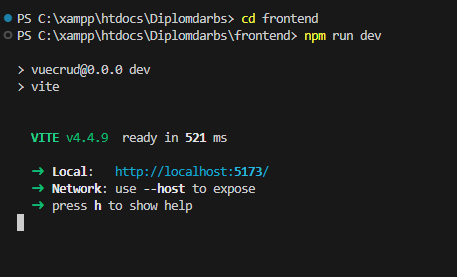 PS C:\xampp\htdocs\Diplomdarbs> cd frontend
PS C:\xampp\htdocs\Diplomdarbs\frontend> npm run dev
> vuecrud@0.0.0 dev
> vite
VITE v4.4.9 ready in 521 ms
➜ Local: http://localhost:5173/
➜ Network: use --host to expose
➜ press h to show help